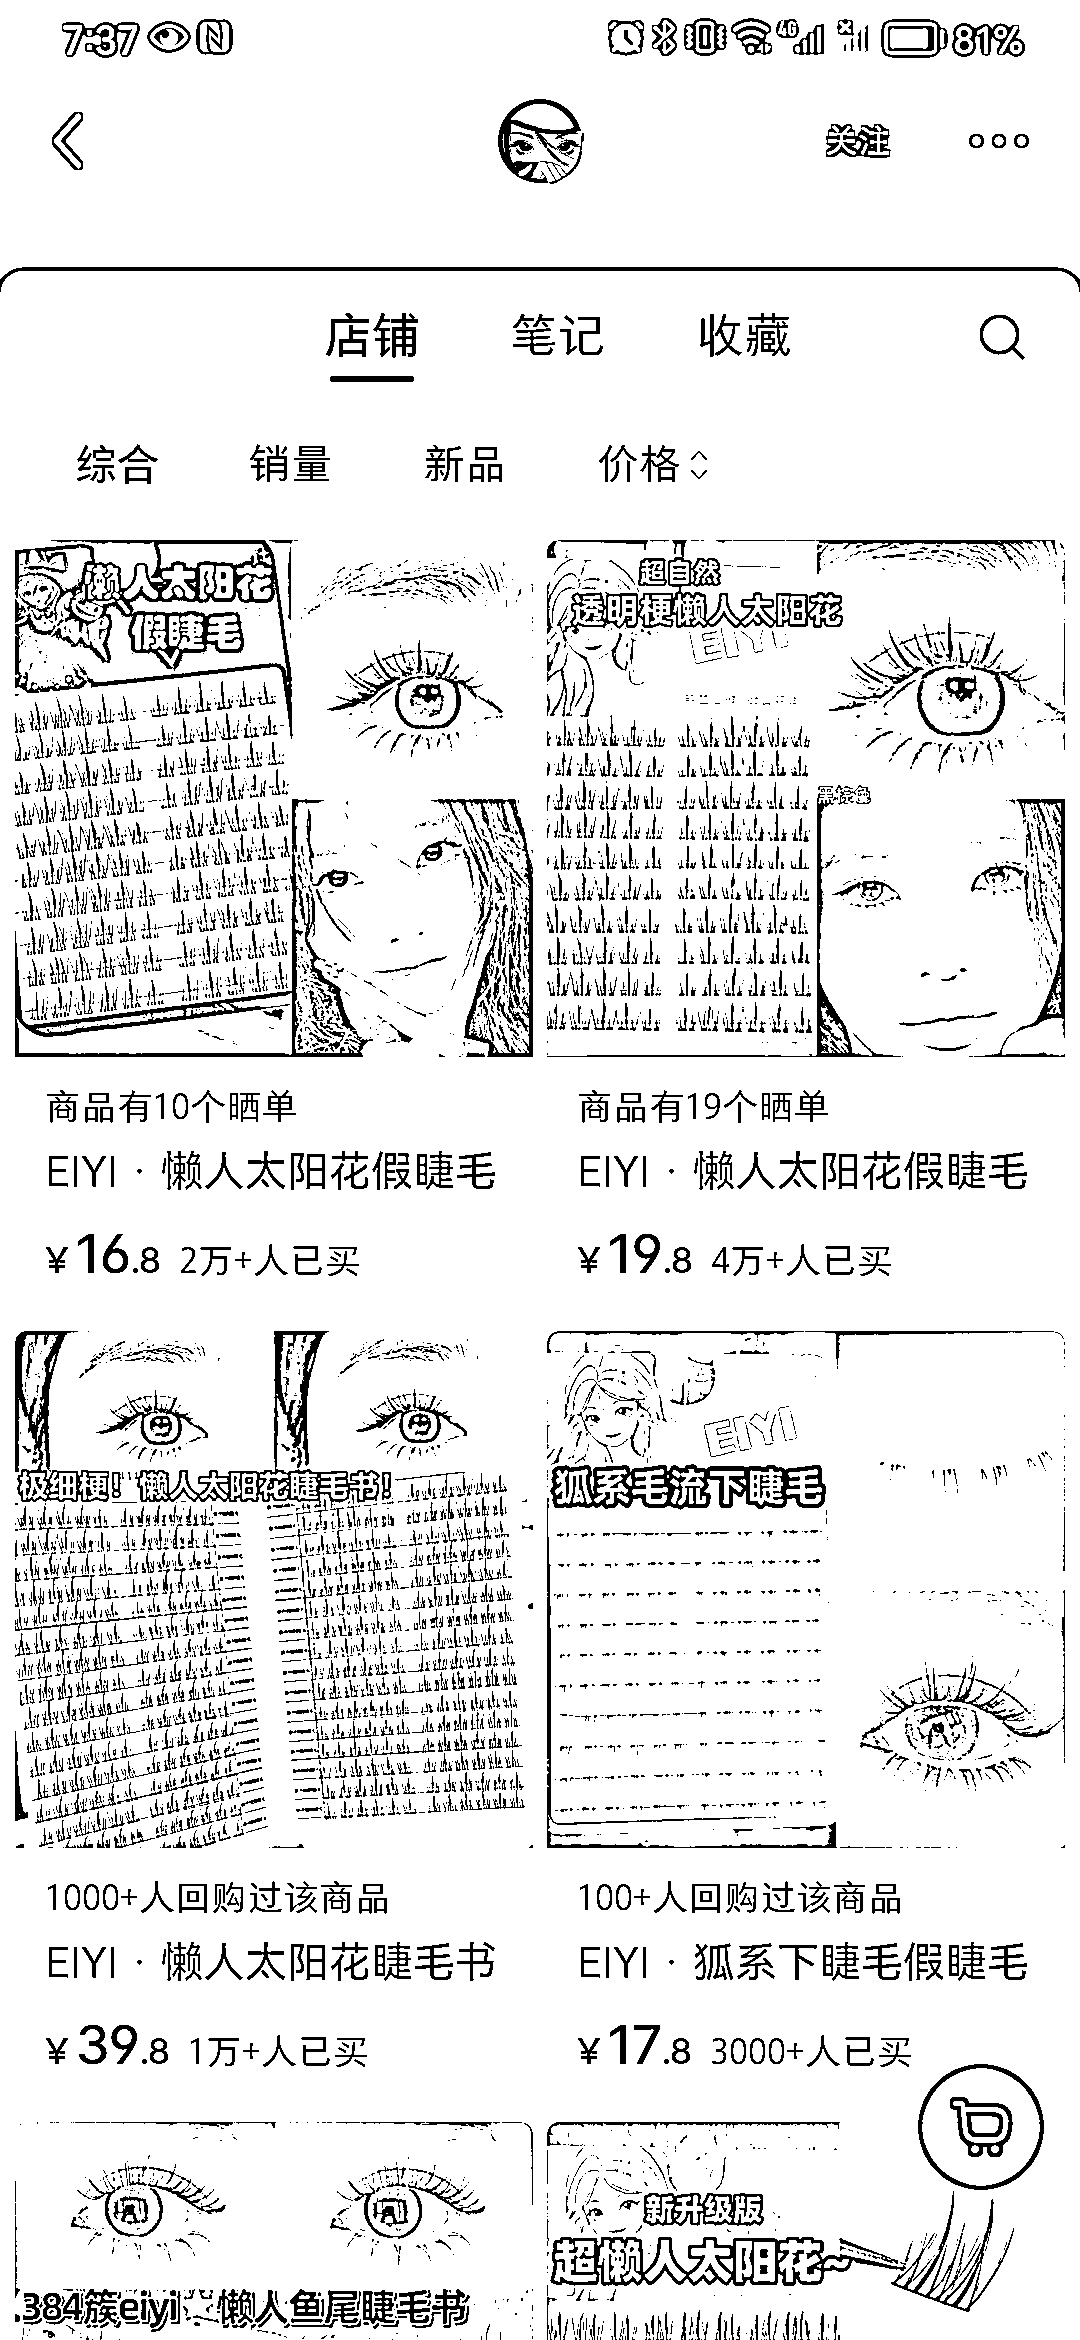 7:37
4G
81%
关注
店铺 笔记 收藏
综合 销量 新品 价格
懒人太阳花
假睫毛
超自然
透明梗懒人太阳花
EIYI
黑棕色
商品有10个晒单
EIYI · 懒人太阳花假睫毛
¥16.8 2万+人已买
商品有19个晒单
EIYI · 懒人太阳花假睫毛
¥19.8 4万+人已买
极细梗！懒人太阳花睫毛书！
EIYI
狐系毛流下睫毛
1000+人回购过该商品
EIYI · 懒人太阳花睫毛书
¥39.8 1万+人已买
100+人回购过该商品
EIYI · 狐系下睫毛假睫毛
¥17.8 3000+人已买
384簇eiyi 懒人鱼尾睫毛书
新升级版
超懒人太阳花~